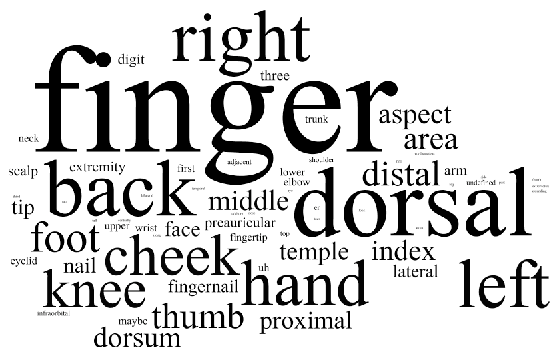 right
digit
three
finger
trunk
aspect
neck
area
adjacent
shoulder
scalp
extremity
first
lower
distal
arm
elbow
undefined
back
middle
dorsal
tip
upper
wrist
face
preauricular
foot
fingertip
top
cheek
temple
index
eyelid
nail
uh
lateral
knee
fingernail
hand
left
infraorbital
maybe
thumb
proximal
dorsum